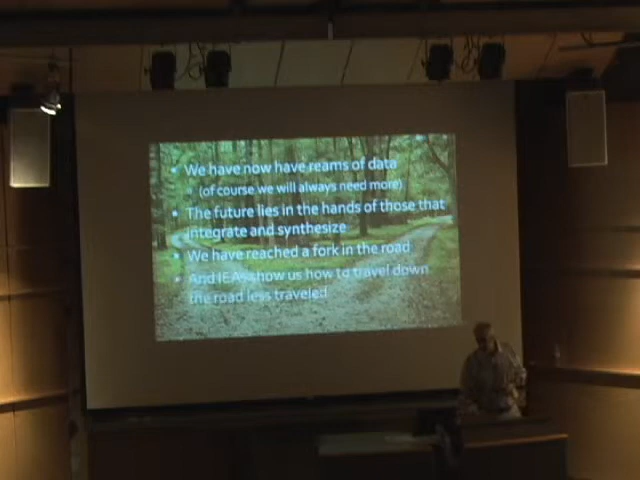 We have now have reams of data
(of course we will always need more)
The future lies in the hands of those that
integrate and synthesize
We have reached a fork in the road
And IEAs show us how to travel down
the road less traveled